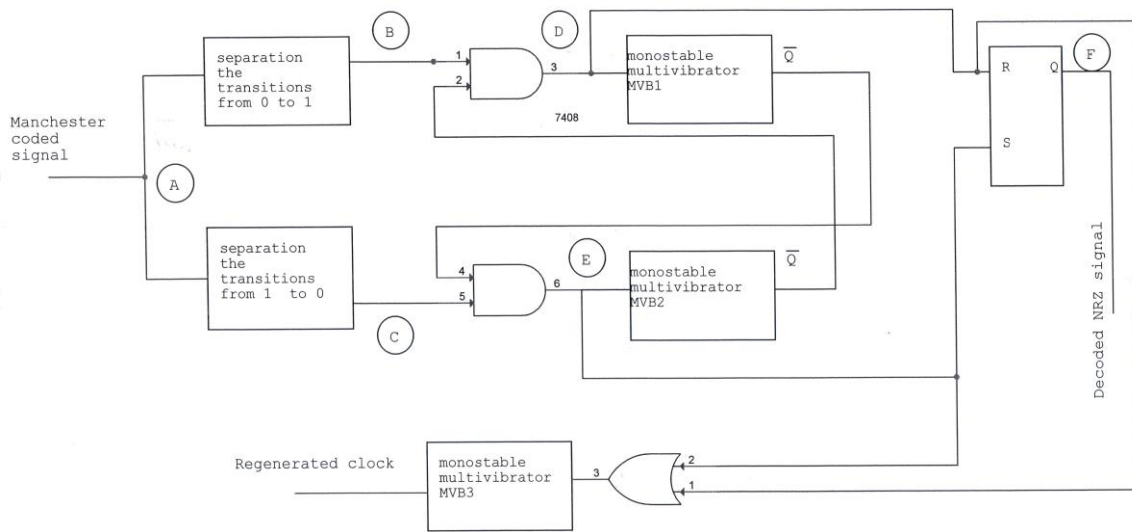 B
D
separation
the
transitions
from 0 to 1
1
2
3
7408
monostable
multivibrator
MVB1
Q
R
Q
S
F
Manchester
coded
signal
A
separation
the
transitions
from 1 to 0
C
4
5
6
E
monostable
multivibrator
MVB2
Q
Decoded NRZ signal
Regenerated clock
monostable
multivibrator
MVB3
3
2
1